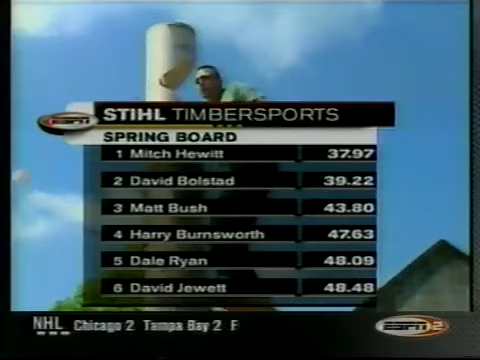 ESPN
STIHL TIMBERSPORTS
SPRING BOARD
1 Mitch Hewitt 37.97
2 David Bolstad 39.22
3 Matt Bush 43.80
4 Harry Burnsworth 47.63
5 Dale Ryan 48.09
6 David Jewett 48.48
NHL Chicago 2 Tampa Bay 2 F
ESPN 2